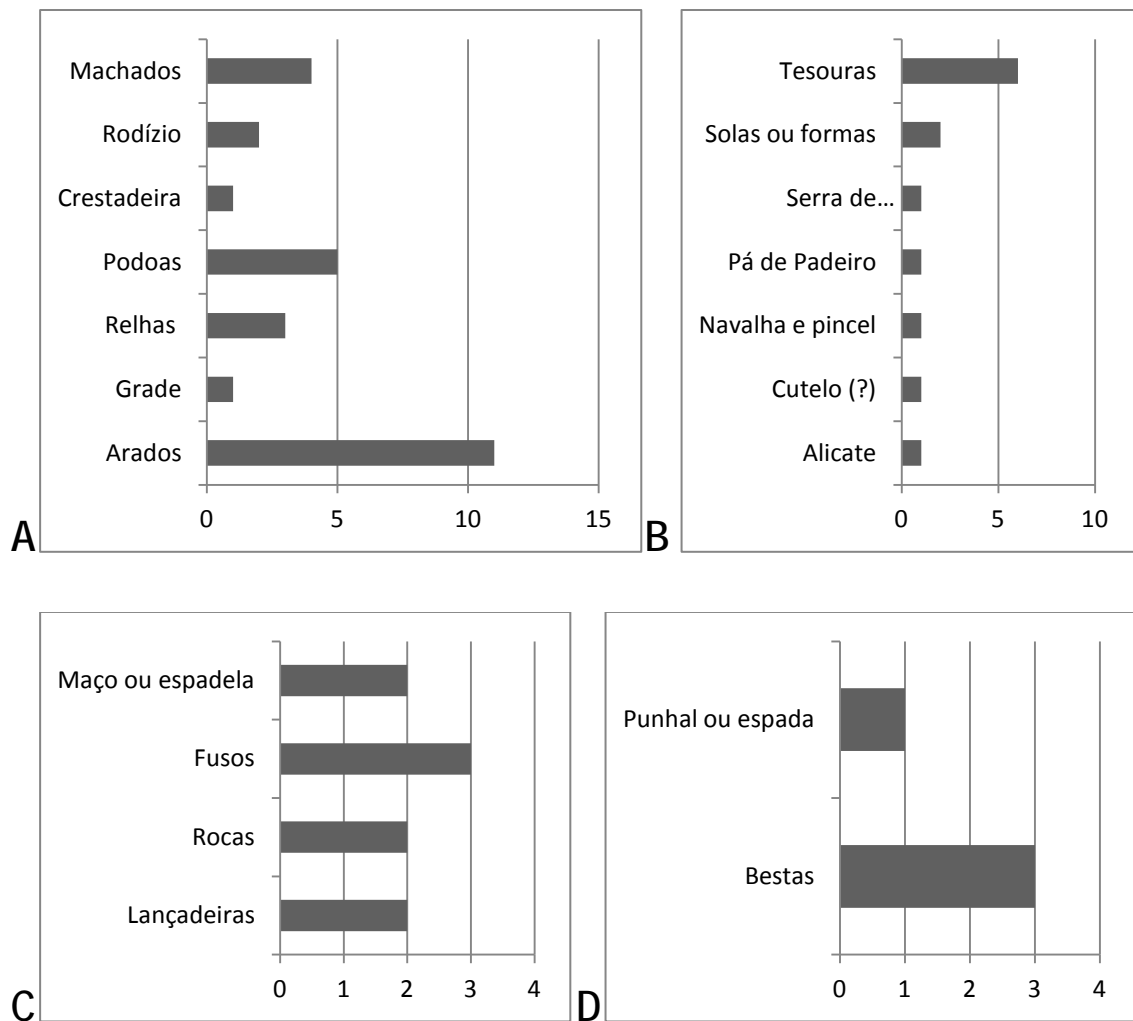 Machados
Rodízio
Crestadeira
Podoas
Relhas
Grade
Arados
0 5 10 15
A
Tesouras
Solas ou formas
Serra de...
Pá de Padeiro
Navalha e pincel
Cutelo (?)
Alicate
0 5 10
B
Maço ou espadela
Fusos
Rocas
Lançadeiras
0 1 2 3 4
C
Punhal ou espada
Bestas
0 1 2 3 4
D